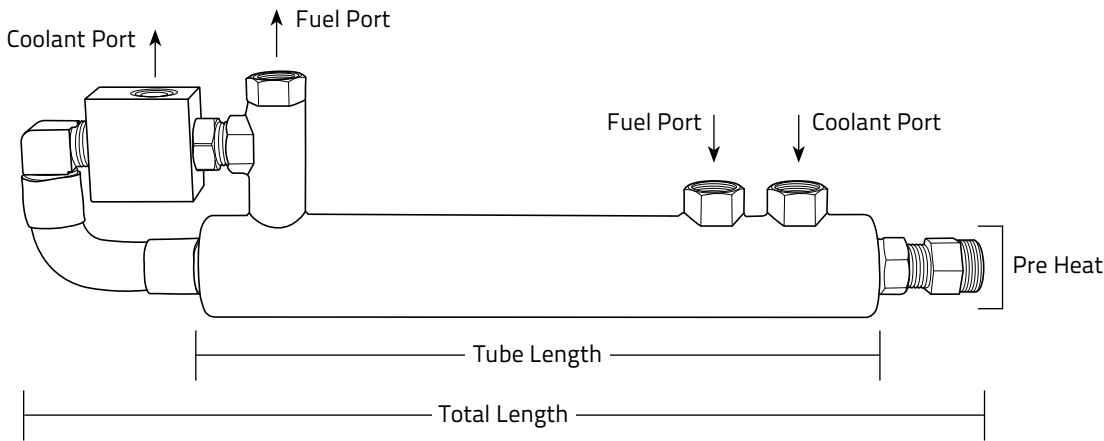 Fuel Port
Coolant Port
Fuel Port
Coolant Port
Pre Heat
Tube Length
Total Length